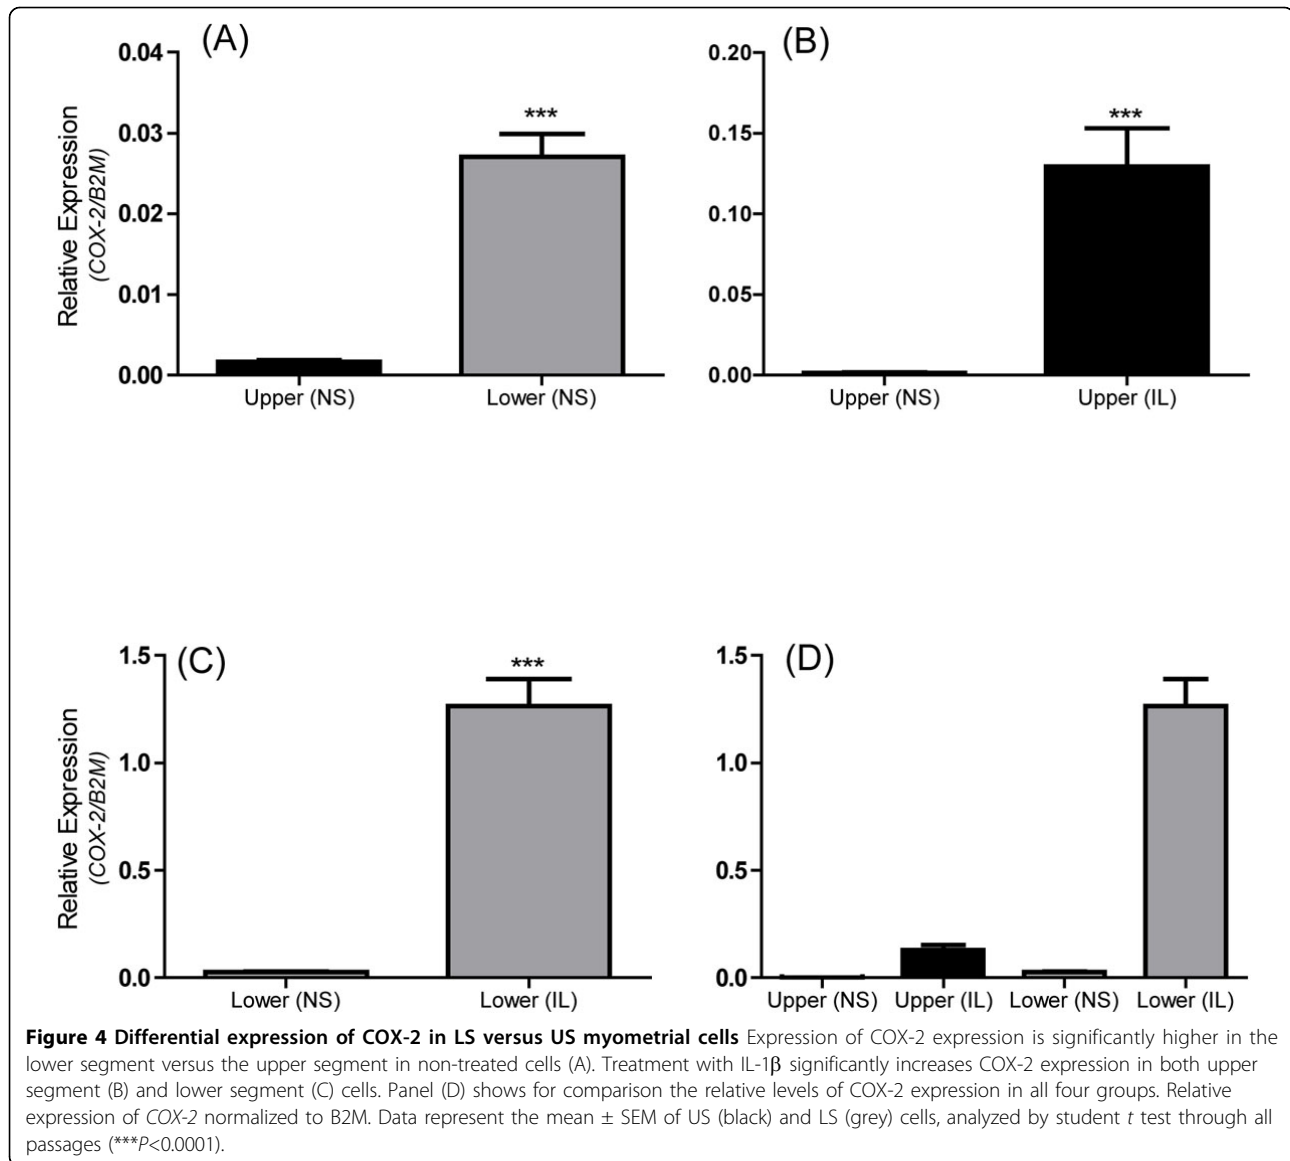 (A)
0.04
0.03
0.02
0.01
0.00
Relative Expression
(COX-2/B2M)
***
Upper (NS) Lower (NS)
(B)
0.20
0.15
0.10
0.05
0.00
***
Upper (NS) Upper (IL)
(C)
1.5
1.0
0.5
0.0
Relative Expression
(COX-2/B2M)
***
Lower (NS) Lower (IL)
(D)
1.5
1.0
0.5
0.0
Upper (NS) Upper (IL) Lower (NS) Lower (IL)
Figure 4 Differential expression of COX-2 in LS versus US myometrial cells Expression of COX-2 expression is significantly higher in the
lower segment versus the upper segment in non-treated cells (A). Treatment with IL-1β significantly increases COX-2 expression in both upper
segment (B) and lower segment (C) cells. Panel (D) shows for comparison the relative levels of COX-2 expression in all four groups. Relative
expression of COX-2 normalized to B2M. Data represent the mean ± SEM of US (black) and LS (grey) cells, analyzed by student t test through all
passages (***P<0.0001).